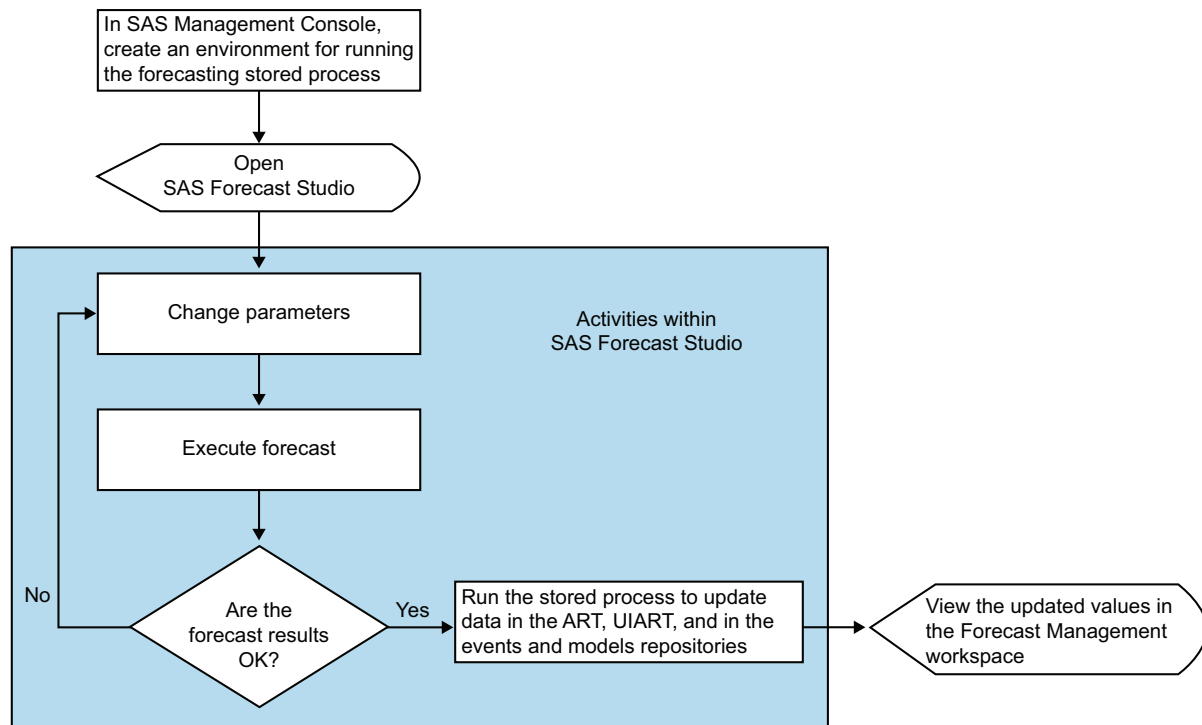 In SAS Management Console,
create an environment for running
the forecasting stored process
Open
SAS Forecast Studio
Change parameters
Activities within
SAS Forecast Studio
Execute forecast
No
Are the
forecast results
OK?
Yes
Run the stored process to update
data in the ART, UIART, and in the
events and models repositories
View the updated values in
the Forecast Management
workspace